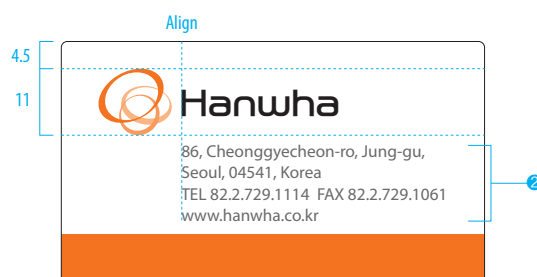 Align
4.5
11
Hanwha
86, Cheonggyecheon-ro, Jung-gu,
Seoul, 04541, Korea
TEL 82.2.729.1114 FAX 82.2.729.1061
www.hanwha.co.kr
2